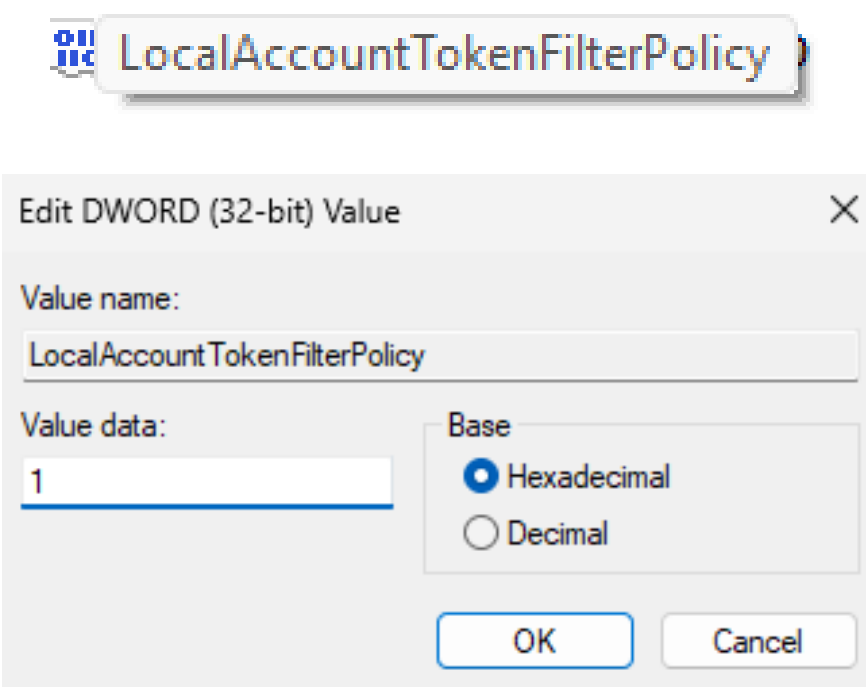 LocalAccountTokenFilterPolicy
Edit DWORD (32-bit) Value
Value name:
LocalAccountTokenFilterPolicy
Value data:
1
Base
Hexadecimal
Decimal
OK
Cancel